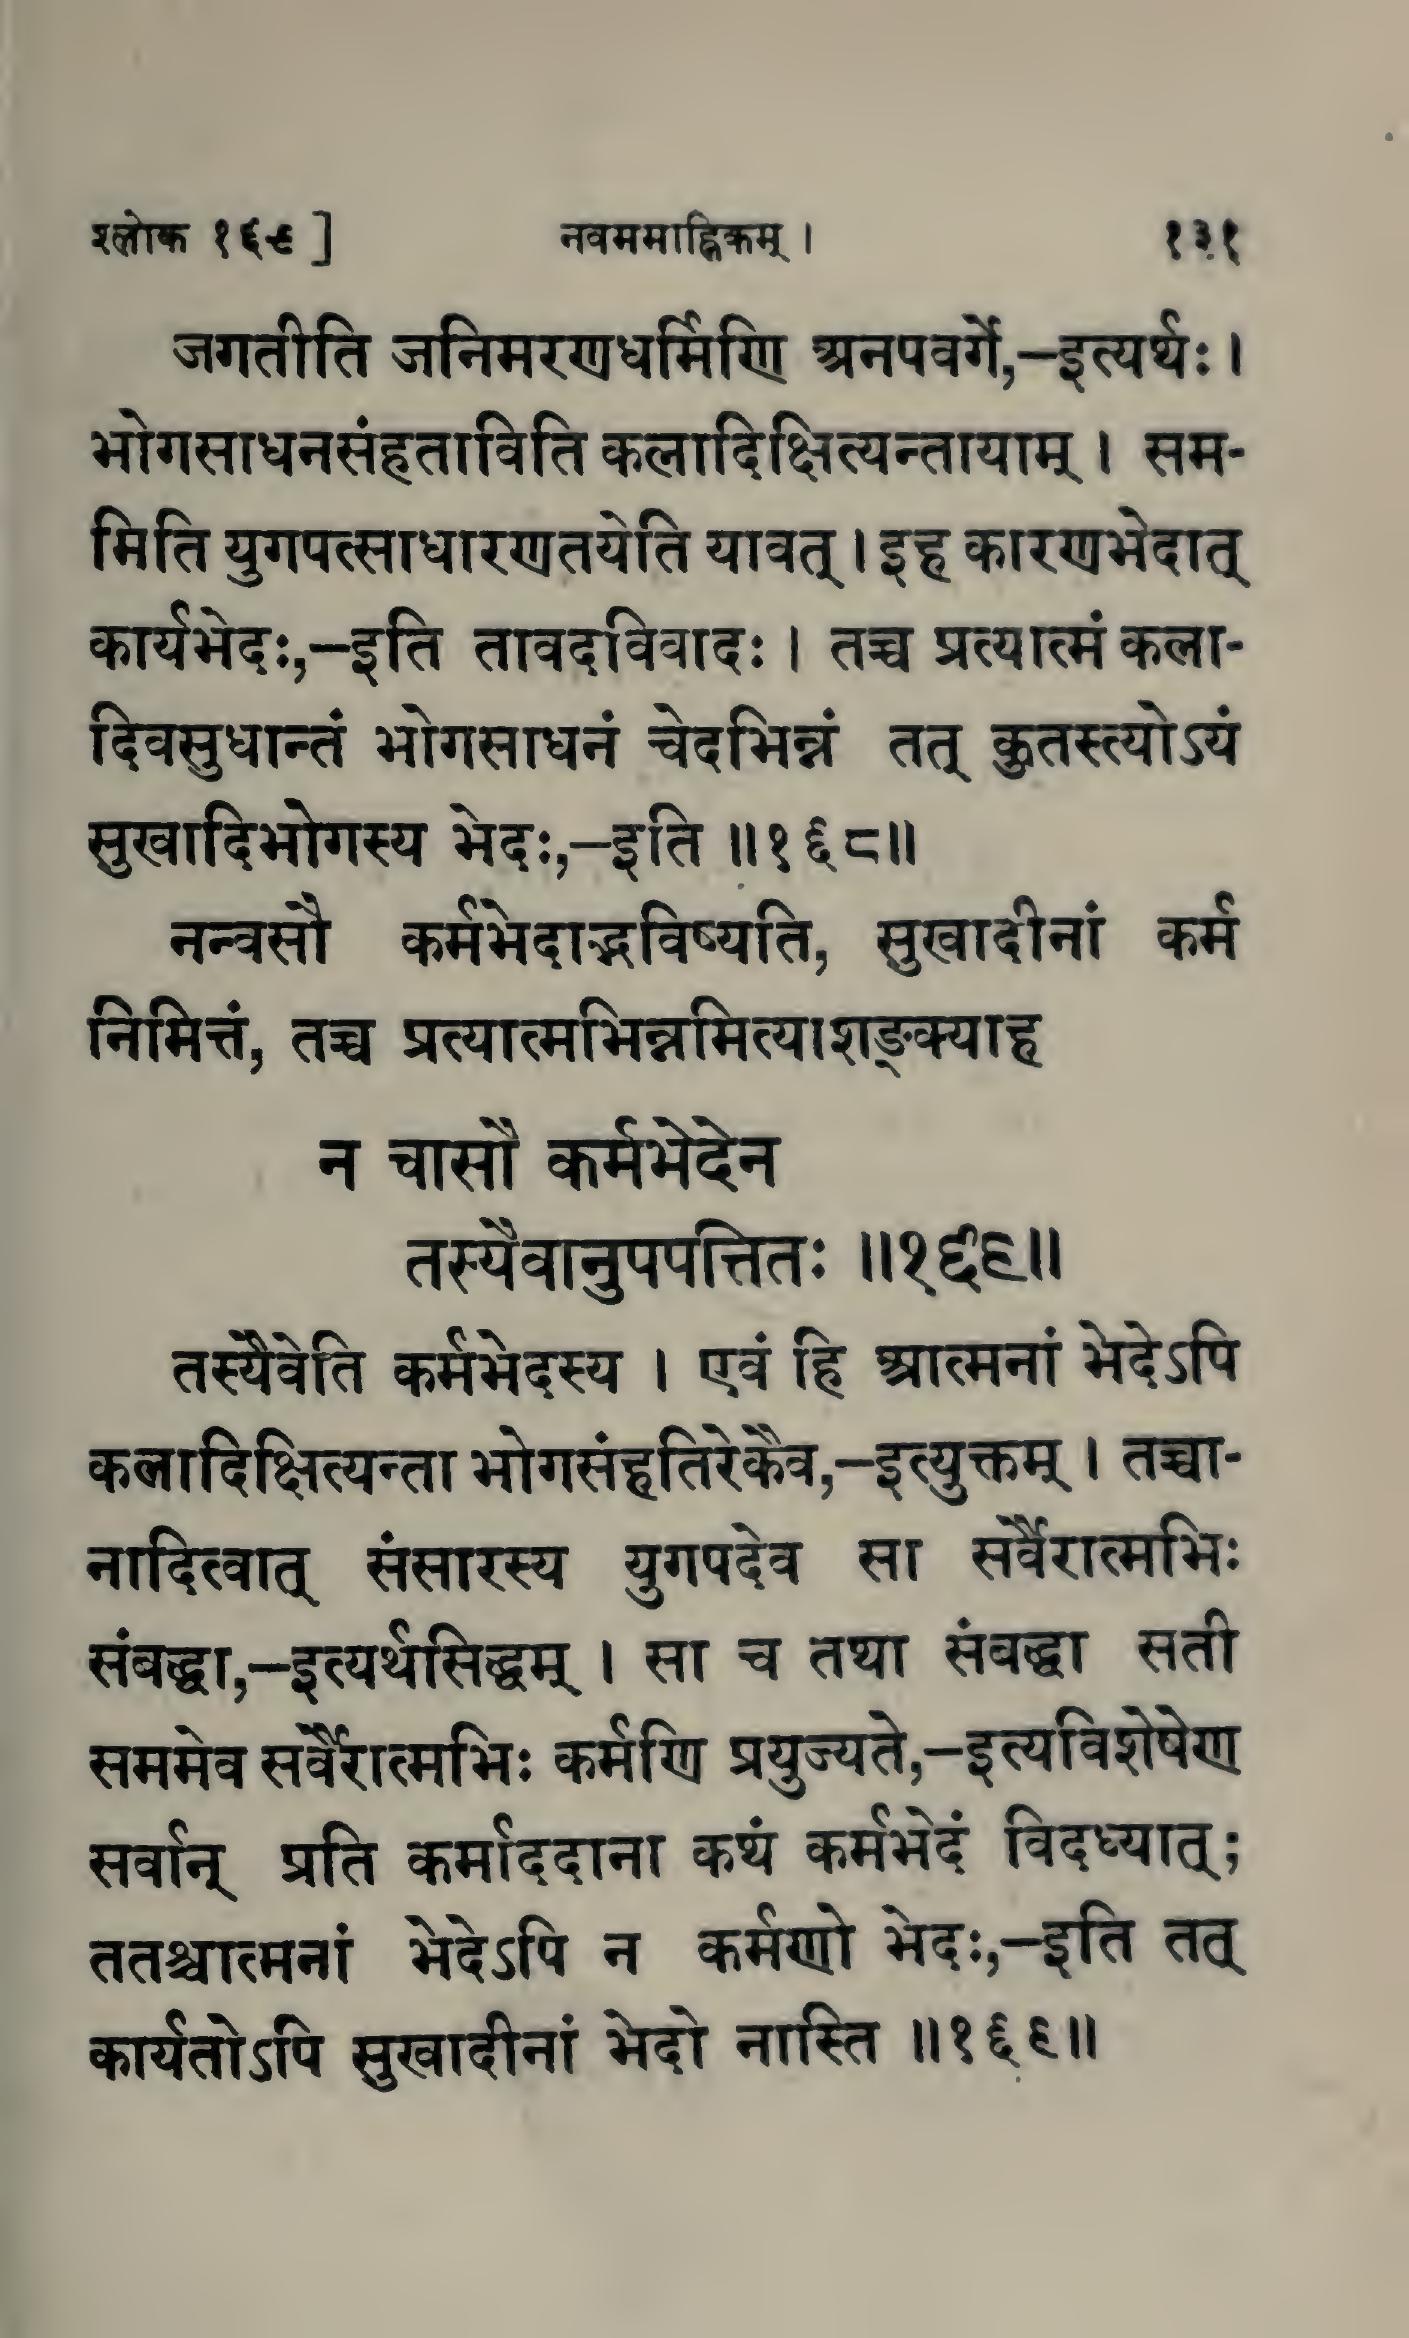 श्लोक १६९ ]
नवममाह्निकम् ।
१३१
जगतीति जनिमरणधर्मिणि अनपवर्गे,—इत्यर्थः ।
भोगसाधनसंहताविति कलादिक्षित्यन्तायाम् । सम-
मिति युगपत्साधारणतयेति यावत् । इह कारणभेदात्
कार्यभेदः,—इति तावदविवादः । तच्च प्रत्यात्मं कला-
दिवसुधान्तं भोगसाधनं चेदभिन्नं तत् कुतस्त्योऽयं
सुखादिभोगस्य भेदः,—इति ॥१६८॥
नन्वसौ कर्मभेदाद्भविष्यति, सुखादीनां कर्म
निमित्तं, तच्च प्रत्यात्मभिन्नमित्याशङ्क्याह
न चासौ कर्मभेदेन
तस्यैवानुपपत्तितः ॥१६९॥
तस्यैवेति कर्मभेदस्य । एवं हि आत्मनां भेदेऽपि
कलादिक्षित्यन्ता भोगसंहतिरेकैव,—इत्युक्तम् । तच्चा-
नादित्वात् संसारस्य युगपदेव सा सर्वैरात्मभिः
संबद्धा,—इत्यर्थसिद्धम् । सा च तथा संबद्धा सती
सममेव सर्वैरात्मभिः कर्मणि प्रयुज्यते,—इत्यविशेषेण
सर्वान् प्रति कर्माददाना कथं कर्मभेदं विदध्यात्;
ततश्चात्मनां भेदेऽपि न कर्मणो भेदः,—इति तत्
कार्यतोऽपि सुखादीनां भेदो नास्ति ॥१६९॥